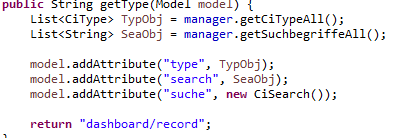 public String getType(Model model) {
List<CiType> TypObj = manager.getCiTypeAll();
List<String> SeaObj = manager.getSuchbegriffeAll();
model.addAttribute("type", TypObj);
model.addAttribute("search", SeaObj);
model.addAttribute("suche", new CiSearch());
return "dashboard/record";